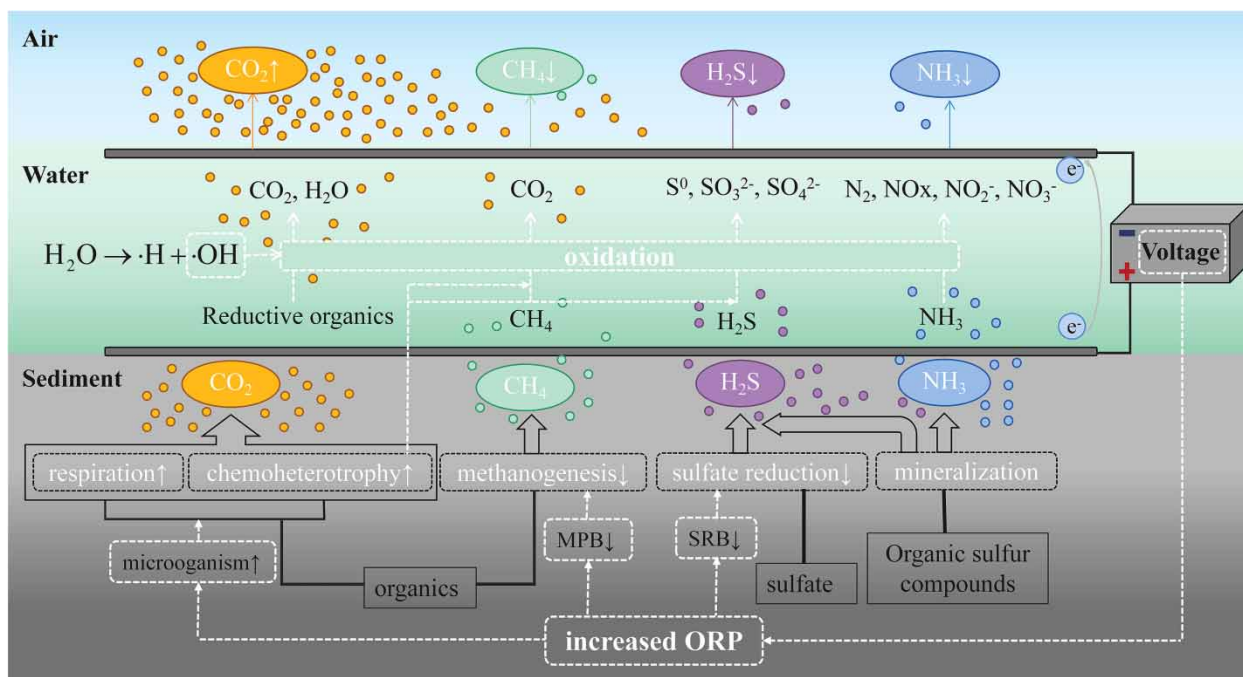 Air
CO₂↑
CH₄↓
H₂S↓
NH₃↓
Water
CO₂, H₂O
CO₂
S⁰, SO₃²⁻, SO₄²⁻
N₂, NOx, NO₂⁻, NO₃⁻
e⁻
H₂O → ·H + ·OH
oxidation
Voltage
Reductive organics
CH₄
H₂S
NH₃
e⁻
Sediment
CO₂
CH₄
H₂S
NH₃
respiration↑
chemoheterotrophy↑
methanogenesis↓
sulfate reduction↓
mineralization
microoganism↑
MPB↓
SRB↓
organics
sulfate
Organic sulfur
compounds
increased ORP